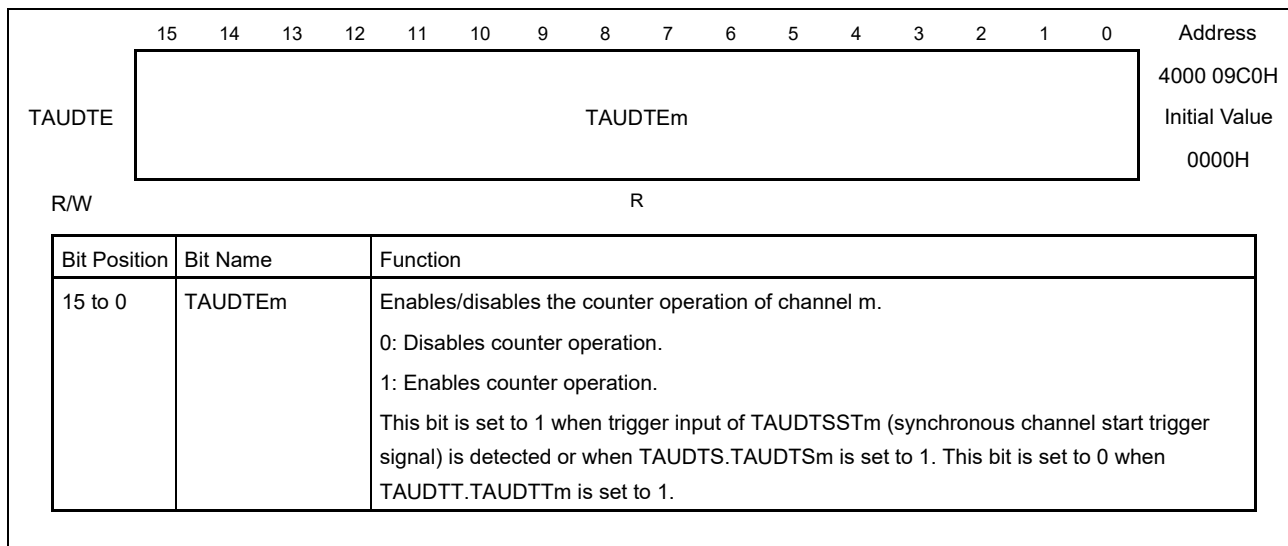 15 14 13 12 11 10 9 8 7 6 5 4 3 2 1 0 Address
4000 09C0H
TAUDTE TAUDTEm Initial Value
0000H
R/W R
Bit Position Bit Name Function
15 to 0 TAUDTEm Enables/disables the counter operation of channel m.
0: Disables counter operation.
1: Enables counter operation.
This bit is set to 1 when trigger input of TAUDTSSTm (synchronous channel start trigger
signal) is detected or when TAUDTS.TAUDTSm is set to 1. This bit is set to 0 when
TAUDTT.TAUDTTm is set to 1.